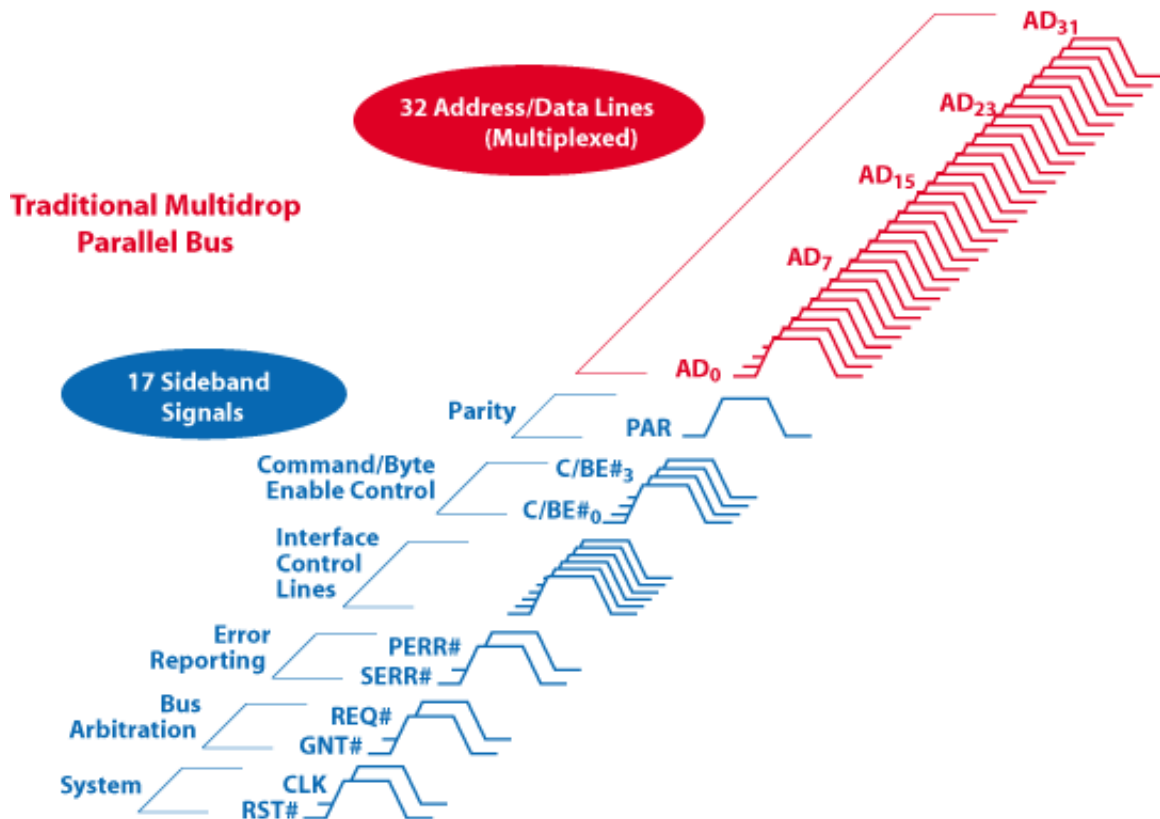 AD31
32 Address/Data Lines
(Multiplexed)
AD23
AD15
Traditional Multidrop
Parallel Bus
AD7
AD0
17 Sideband
Signals
Parity
PAR
Command/Byte
Enable Control
C/BE#3
C/BE#0
Interface
Control
Lines
Error
Reporting
PERR#
SERR#
Bus
Arbitration
REQ#
GNT#
System
CLK
RST#